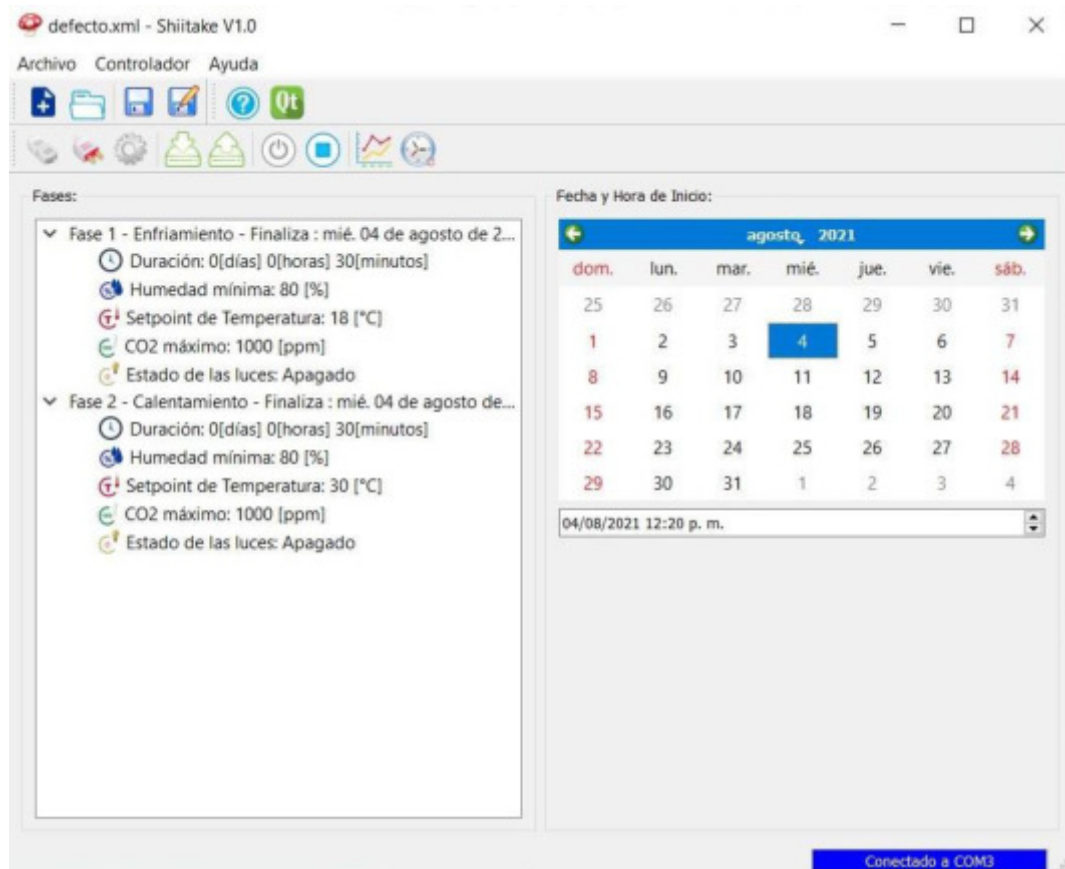 defecto.xml - Shiitake V1.0
Archivo Controlador Ayuda
Qt
Fases:
Fase 1 - Enfriamiento - Finaliza : mié. 04 de agosto de 2...
Duración: 0[días] 0[horas] 30[minutos]
Humedad mínima: 80 [%]
Setpoint de Temperatura: 18 [°C]
CO2 máximo: 1000 [ppm]
Estado de las luces: Apagado
Fase 2 - Calentamiento - Finaliza : mié. 04 de agosto de...
Duración: 0[días] 0[horas] 30[minutos]
Humedad mínima: 80 [%]
Setpoint de Temperatura: 30 [°C]
CO2 máximo: 1000 [ppm]
Estado de las luces: Apagado
Fecha y Hora de Inicio:
agosto, 2021
dom. lun. mar. mié. jue. vie. sáb.
25 26 27 28 29 30 31
1 2 3 4 5 6 7
8 9 10 11 12 13 14
15 16 17 18 19 20 21
22 23 24 25 26 27 28
29 30 31 1 2 3 4
04/08/2021 12:20 p. m.
Conectado a COM3